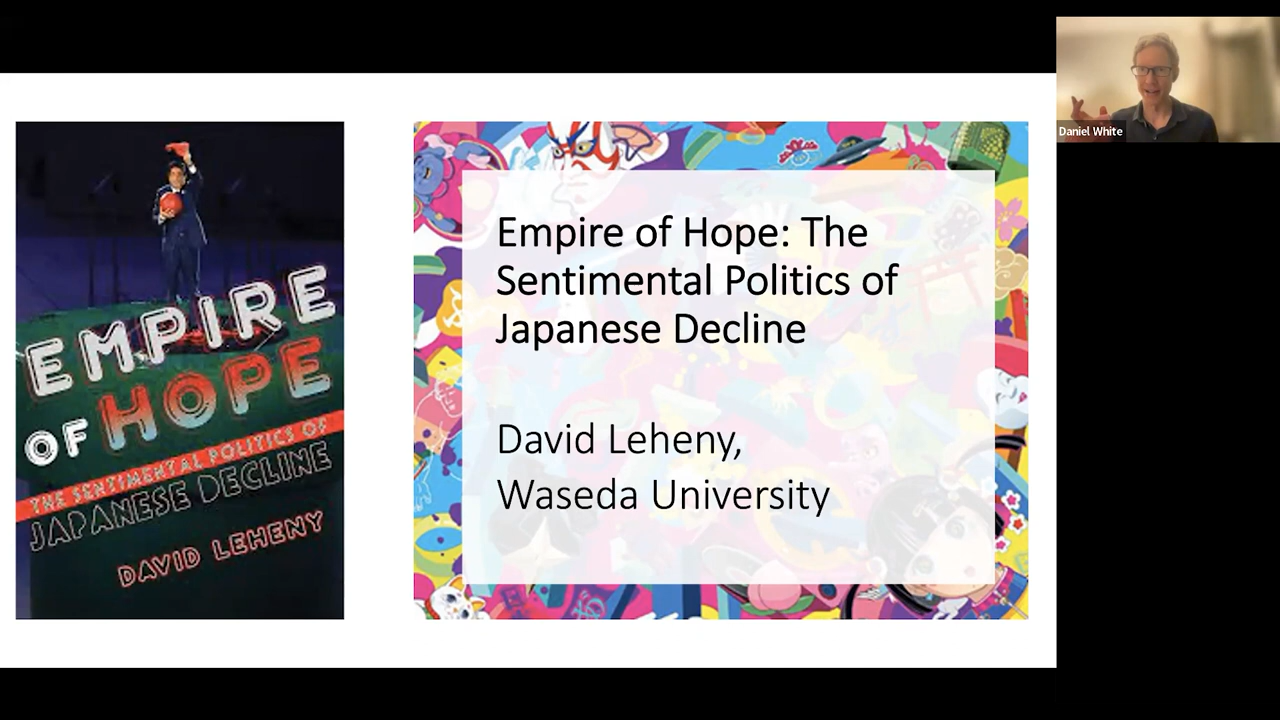 EMPIRE
OF HOPE
THE SENTIMENTAL POLITICS OF
JAPANESE DECLINE
DAVID LEHENY
Empire of Hope: The
Sentimental Politics of
Japanese Decline
David Leheny,
Waseda University
Daniel White